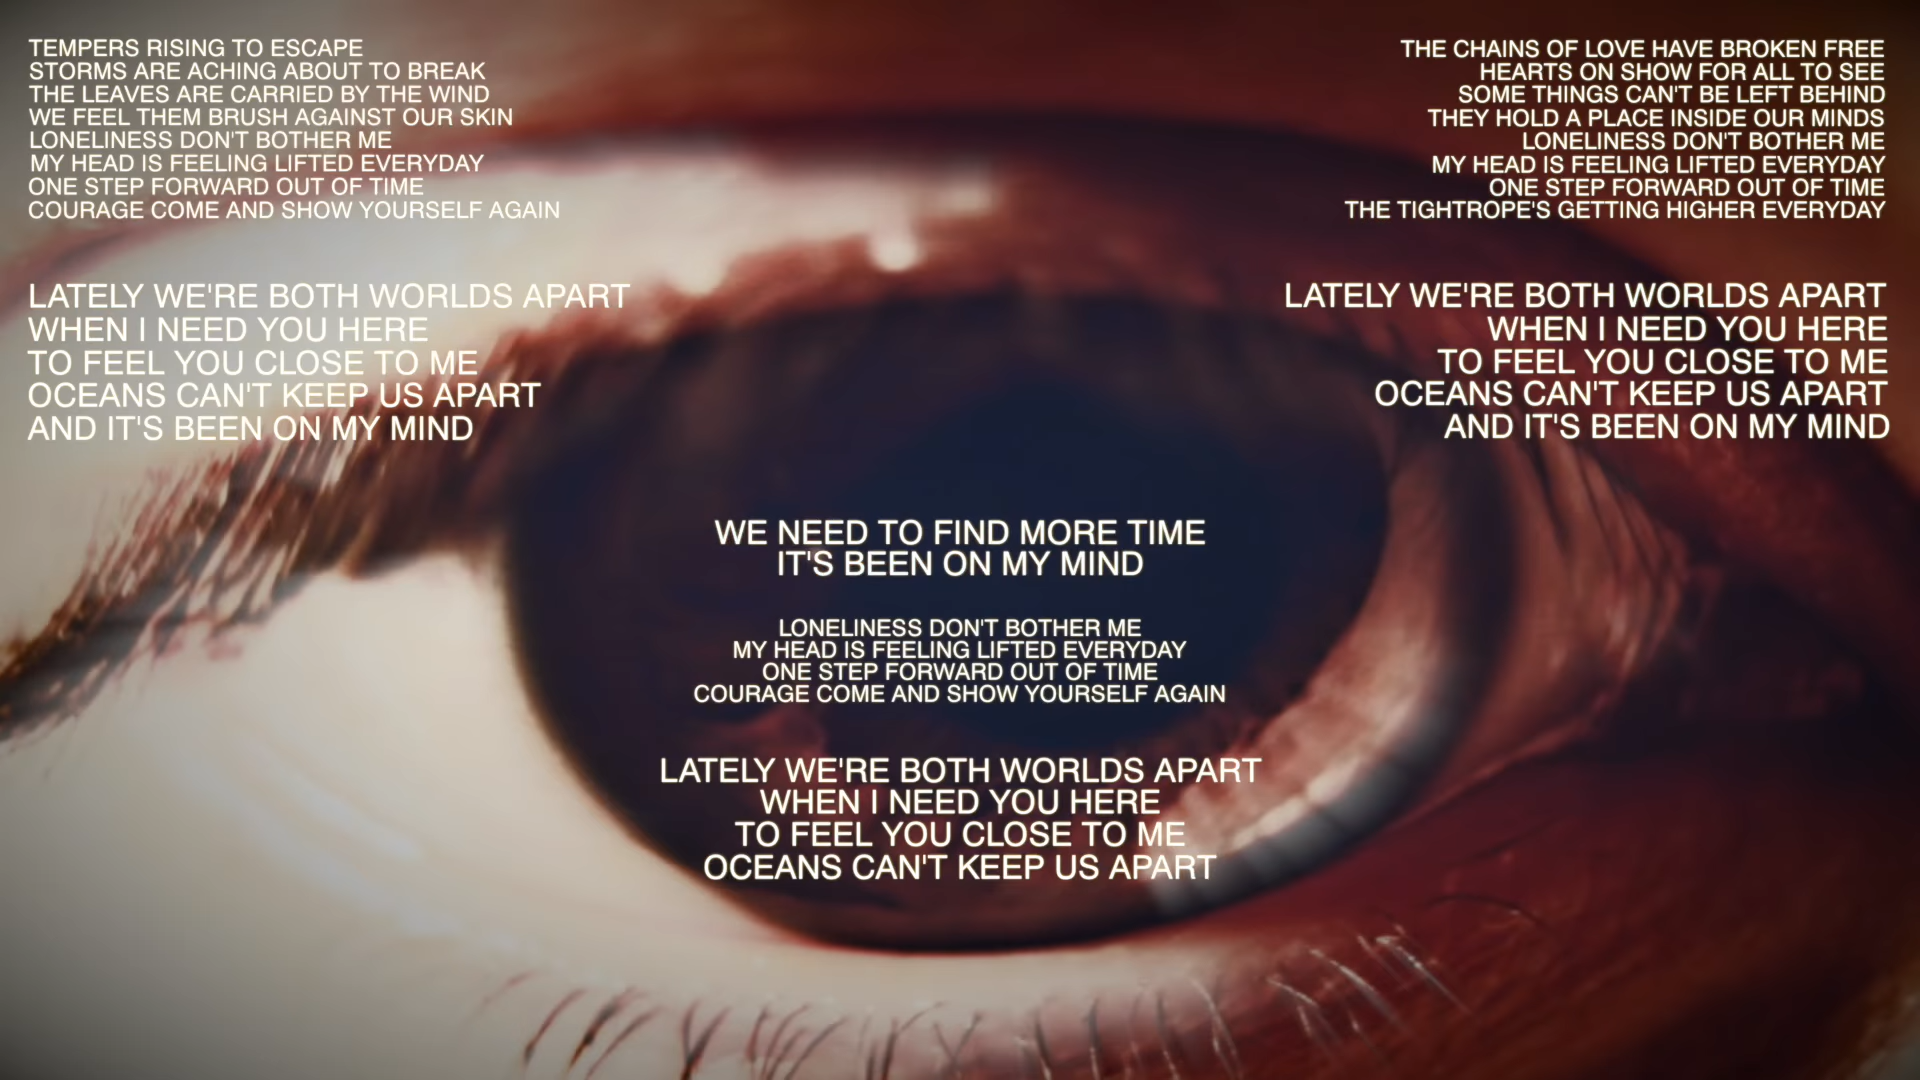 TEMPERS RISING TO ESCAPE
STORMS ARE ACHING ABOUT TO BREAK
THE LEAVES ARE CARRIED BY THE WIND
WE FEEL THEM BRUSH AGAINST OUR SKIN
LONELINESS DON'T BOTHER ME
MY HEAD IS FEELING LIFTED EVERYDAY
ONE STEP FORWARD OUT OF TIME
COURAGE COME AND SHOW YOURSELF AGAIN
LATELY WE'RE BOTH WORLDS APART
WHEN I NEED YOU HERE
TO FEEL YOU CLOSE TO ME
OCEANS CAN'T KEEP US APART
AND IT'S BEEN ON MY MIND
THE CHAINS OF LOVE HAVE BROKEN FREE
HEARTS ON SHOW FOR ALL TO SEE
SOME THINGS CAN'T BE LEFT BEHIND
THEY HOLD A PLACE INSIDE OUR MINDS
LONELINESS DON'T BOTHER ME
MY HEAD IS FEELING LIFTED EVERYDAY
ONE STEP FORWARD OUT OF TIME
THE TIGHTROPE'S GETTING HIGHER EVERYDAY
LATELY WE'RE BOTH WORLDS APART
WHEN I NEED YOU HERE
TO FEEL YOU CLOSE TO ME
OCEANS CAN'T KEEP US APART
AND IT'S BEEN ON MY MIND
WE NEED TO FIND MORE TIME
IT'S BEEN ON MY MIND
LONELINESS DON'T BOTHER ME
MY HEAD IS FEELING LIFTED EVERYDAY
ONE STEP FORWARD OUT OF TIME
COURAGE COME AND SHOW YOURSELF AGAIN
LATELY WE'RE BOTH WORLDS APART
WHEN I NEED YOU HERE
TO FEEL YOU CLOSE TO ME
OCEANS CAN'T KEEP US APART